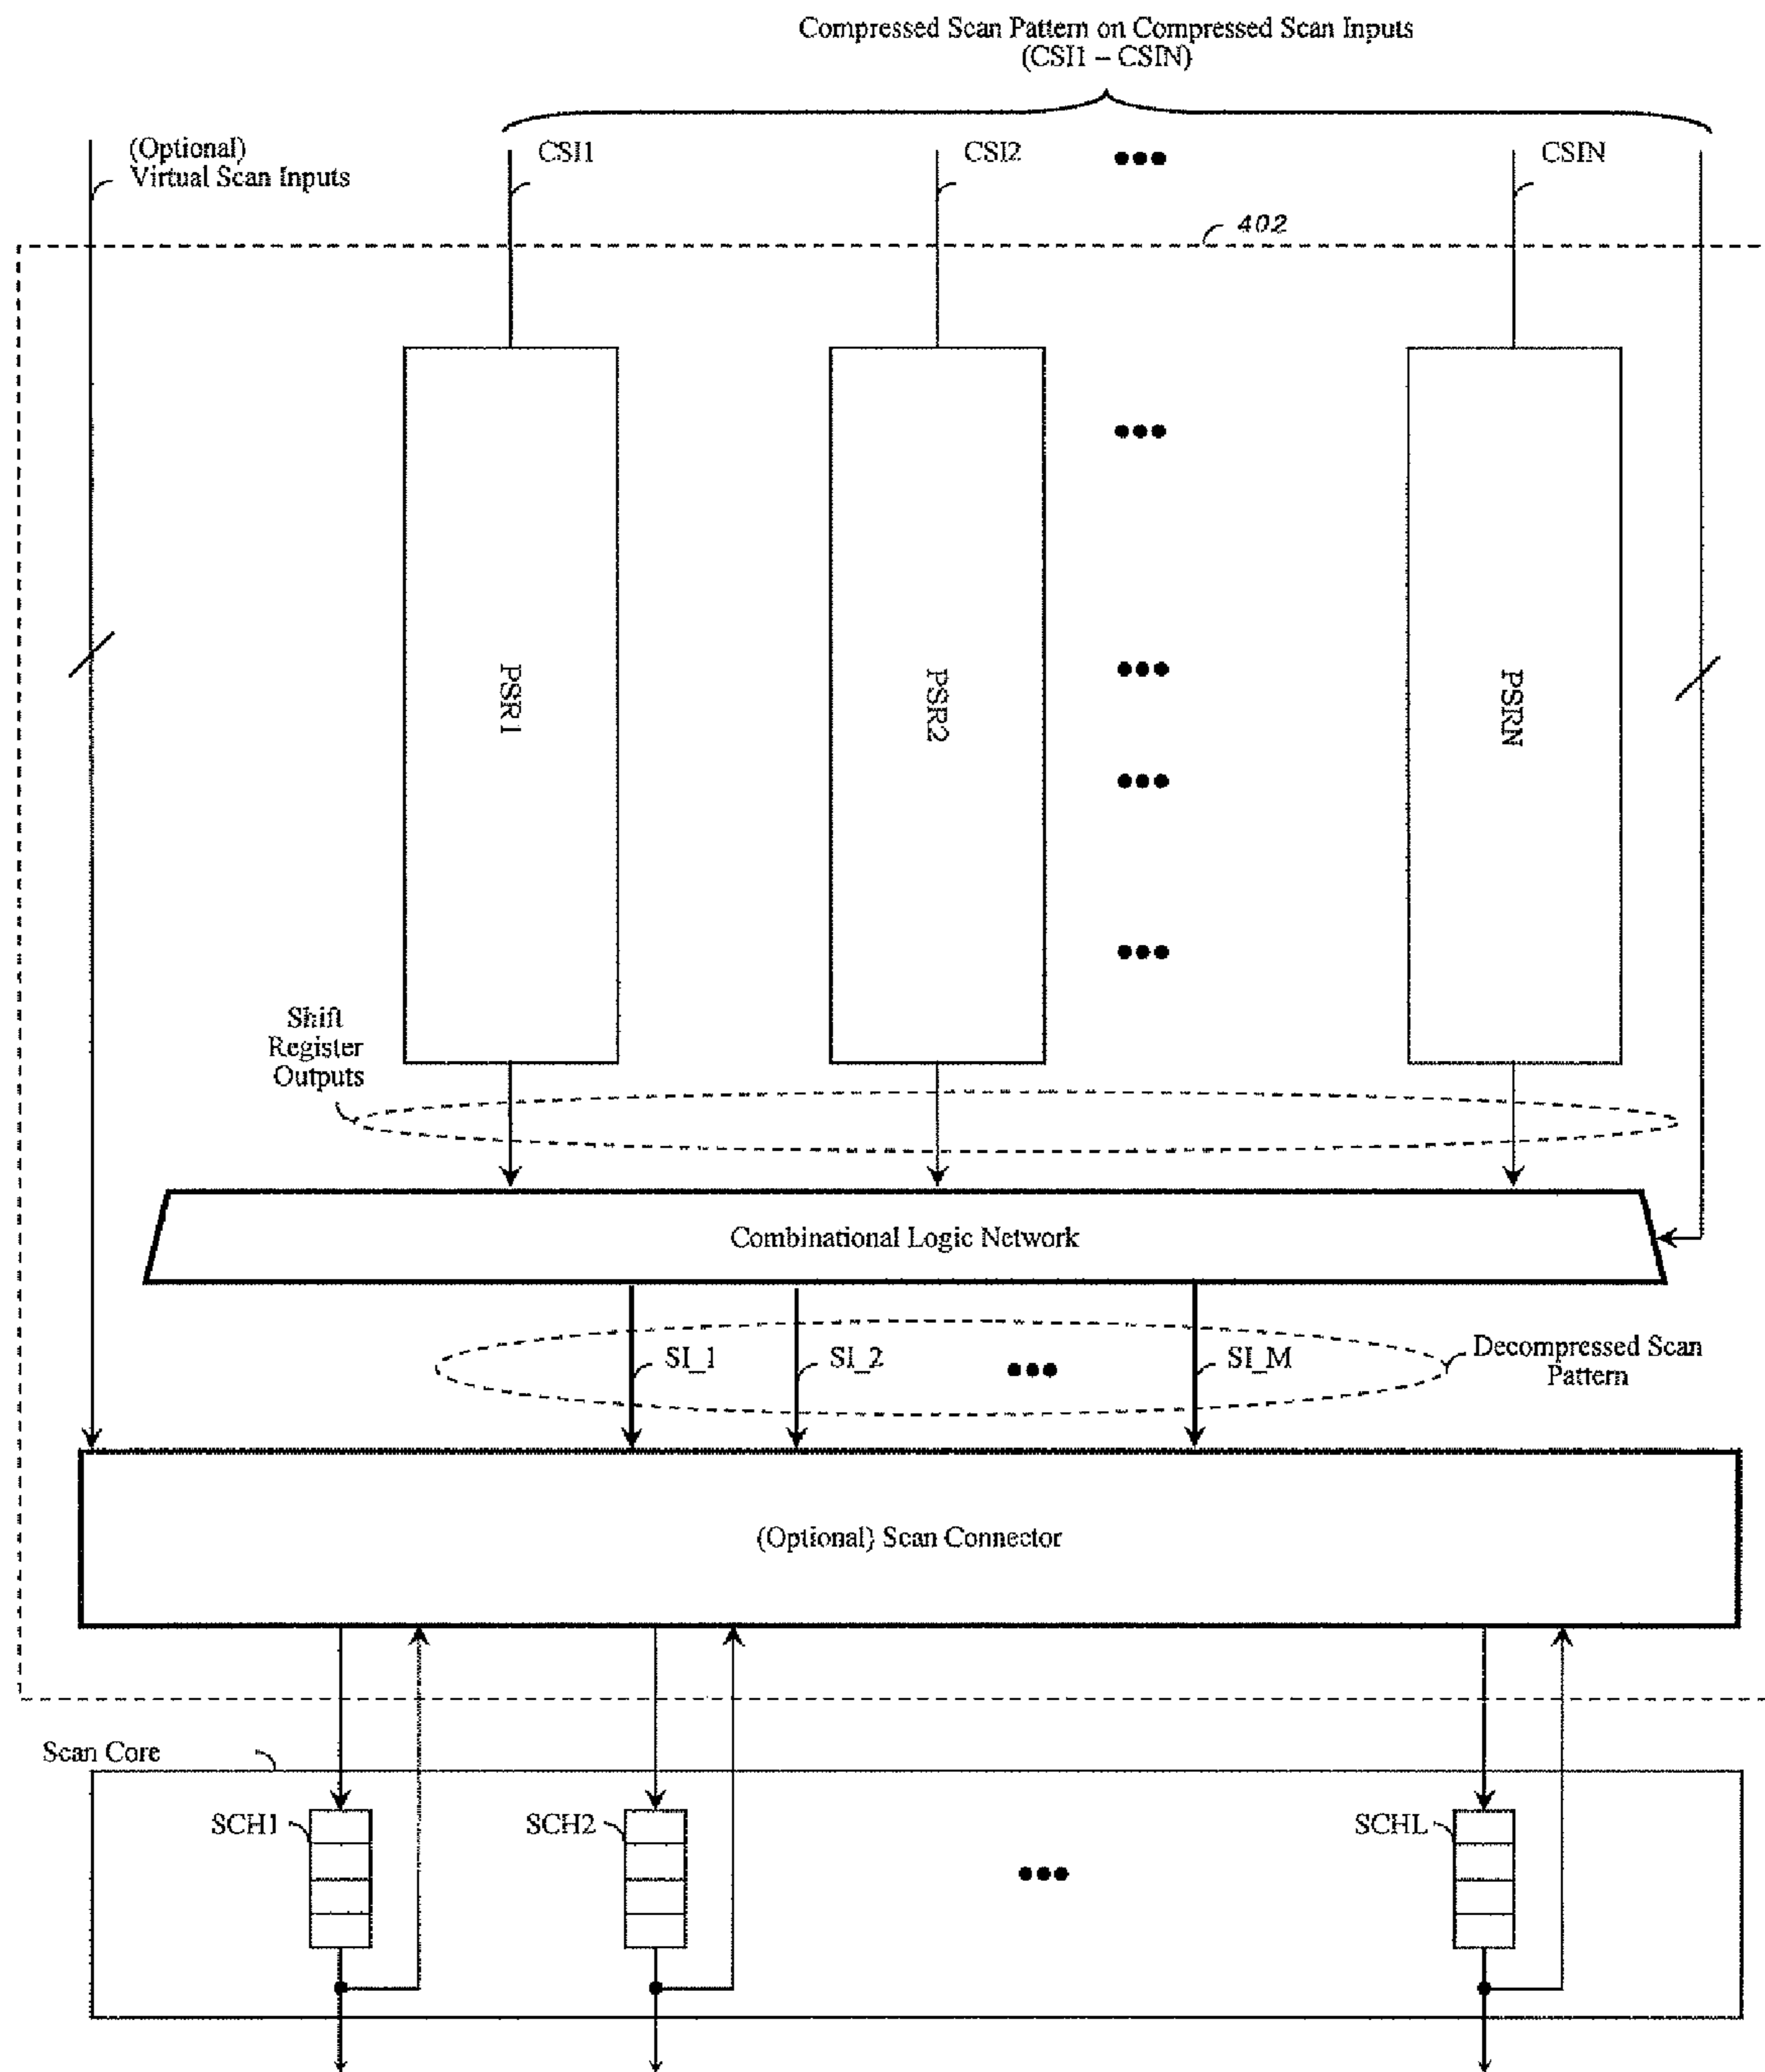 Compressed Scan Pattern on Compressed Scan Inputs
(CSI1 – CSIN)
(Optional)
Virtual Scan Inputs
CSI1
CSI2
CSIN
402
PSR1
PSR2
PSRN
Shift
Register
Outputs
Combinational Logic Network
SI_1
SI_2
SI_M
Decompressed Scan
Pattern
(Optional) Scan Connector
Scan Core
SCH1
SCH2
SCHL